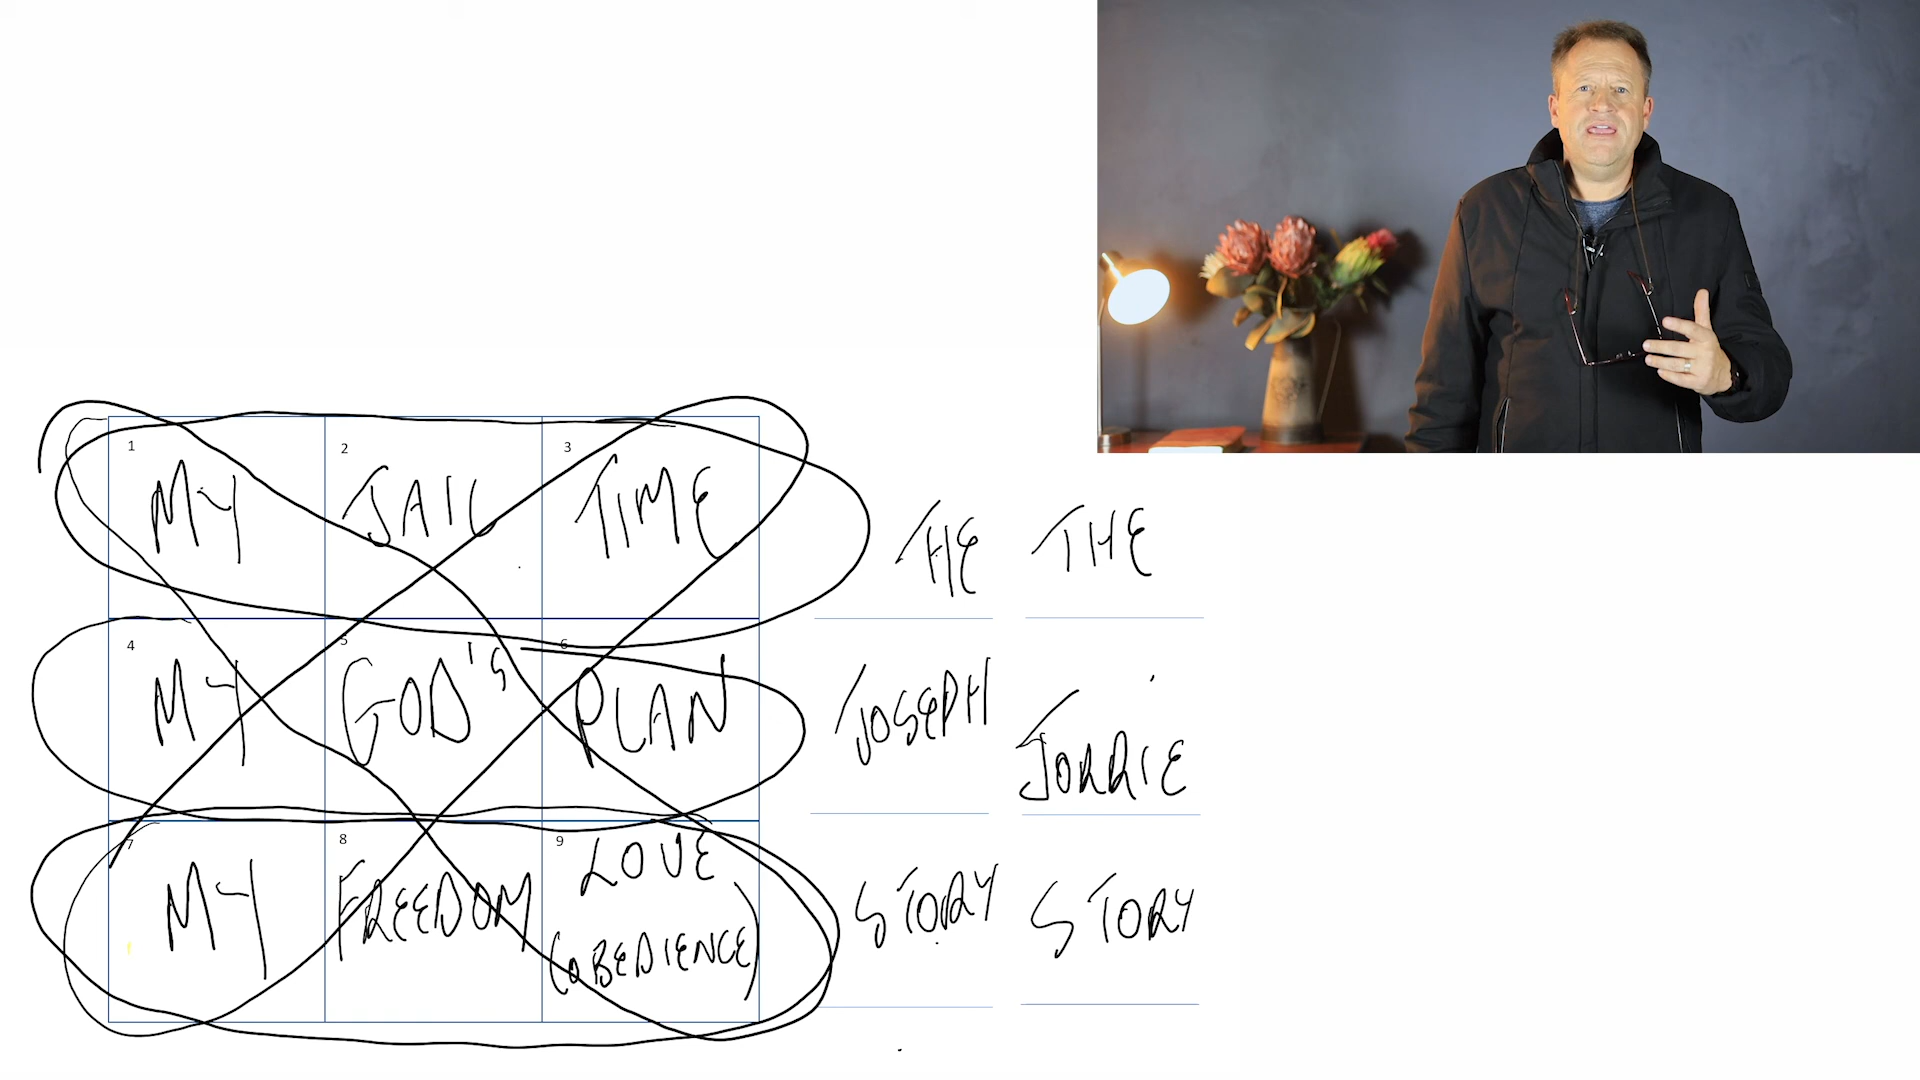 1 2 3
MY JAIL TIME
THE THE
4 5 6
MY GOD'S PLAN
JOSEPH JORRIE
7 8 9
MY FREEDOM LOVE
(OBEDIENCE)
STORY STORY